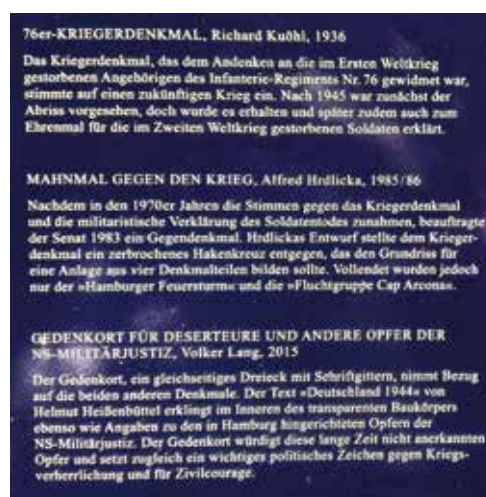 76er-KRIEGERDENKMAL, Richard Kuöhl, 1936
Das Kriegerdenkmal, das dem Andenken an die im Ersten Weltkrieg
gestorbenen Angehörigen des Infanterie-Regiments Nr. 76 gewidmet war,
stimmte auf einen zukünftigen Krieg ein. Nach 1945 war zunächst der
Abriss vorgesehen, doch wurde es erhalten und später zudem auch zum
Ehrenmal für die im Zweiten Weltkrieg gestorbenen Soldaten erklärt.
MAHNMAL GEGEN DEN KRIEG, Alfred Hrdlicka, 1985/86
Nachdem in den 1970er Jahren die Stimmen gegen das Kriegerdenkmal
und die militaristische Verklärung des Soldatentodes zunahmen, beauftragte
der Senat 1983 ein Gegendenkmal. Hrdlickas Entwurf stellte dem Krieger-
denkmal ein zerbrochenes Hakenkreuz entgegen, das den Grundriss für
eine Anlage aus vier Denkmalteilen bilden sollte. Vollendet wurden jedoch
nur der »Hamburger Feuersturm« und die »Fluchtgruppe Cap Arcona«.
GEDENKORT FÜR DESERTEURE UND ANDERE OPFER DER
NS-MILITÄRJUSTIZ, Volker Lang, 2015
Der Gedenkort, ein gleichseitiges Dreieck mit Schriftgittern, nimmt Bezug
auf die beiden anderen Denkmale. Der Text »Deutschland 1944« von
Helmut Heißenbüttel erklingt im Inneren des transparenten Baukörpers
ebenso wie Angaben zu den in Hamburg hingerichteten Opfern der
NS-Militärjustiz. Der Gedenkort würdigt diese lange Zeit nicht anerkannten
Opfer und setzt zugleich ein wichtiges politisches Zeichen gegen Kriegs-
verherrlichung und für Zivilcourage.